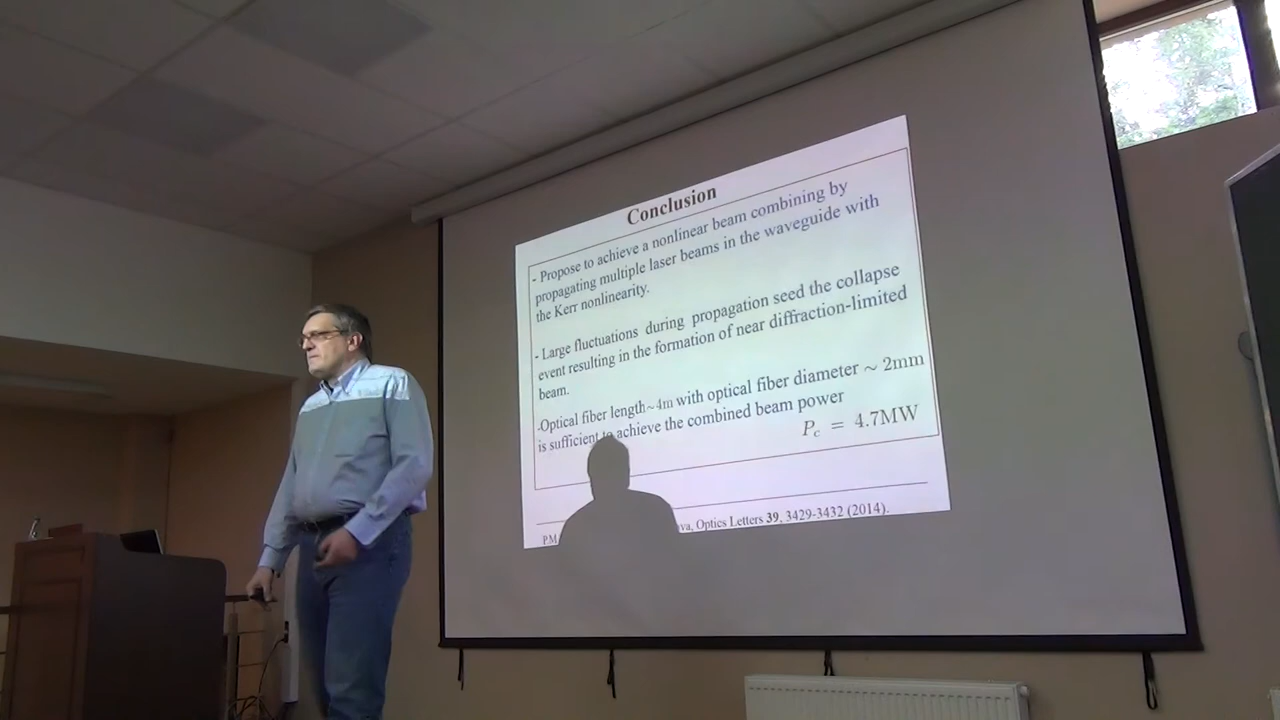 Conclusion
- Propose to achieve a nonlinear beam combining by
propagating multiple laser beams in the waveguide with
the Kerr nonlinearity.
- Large fluctuations during propagation seed the collapse
event resulting in the formation of near diffraction-limited
beam.
-Optical fiber length~4m with optical fiber diameter ~ 2mm
is sufficient to achieve the combined beam power
P_c = 4.7MW
PM va, Optics Letters 39, 3429-3432 (2014).